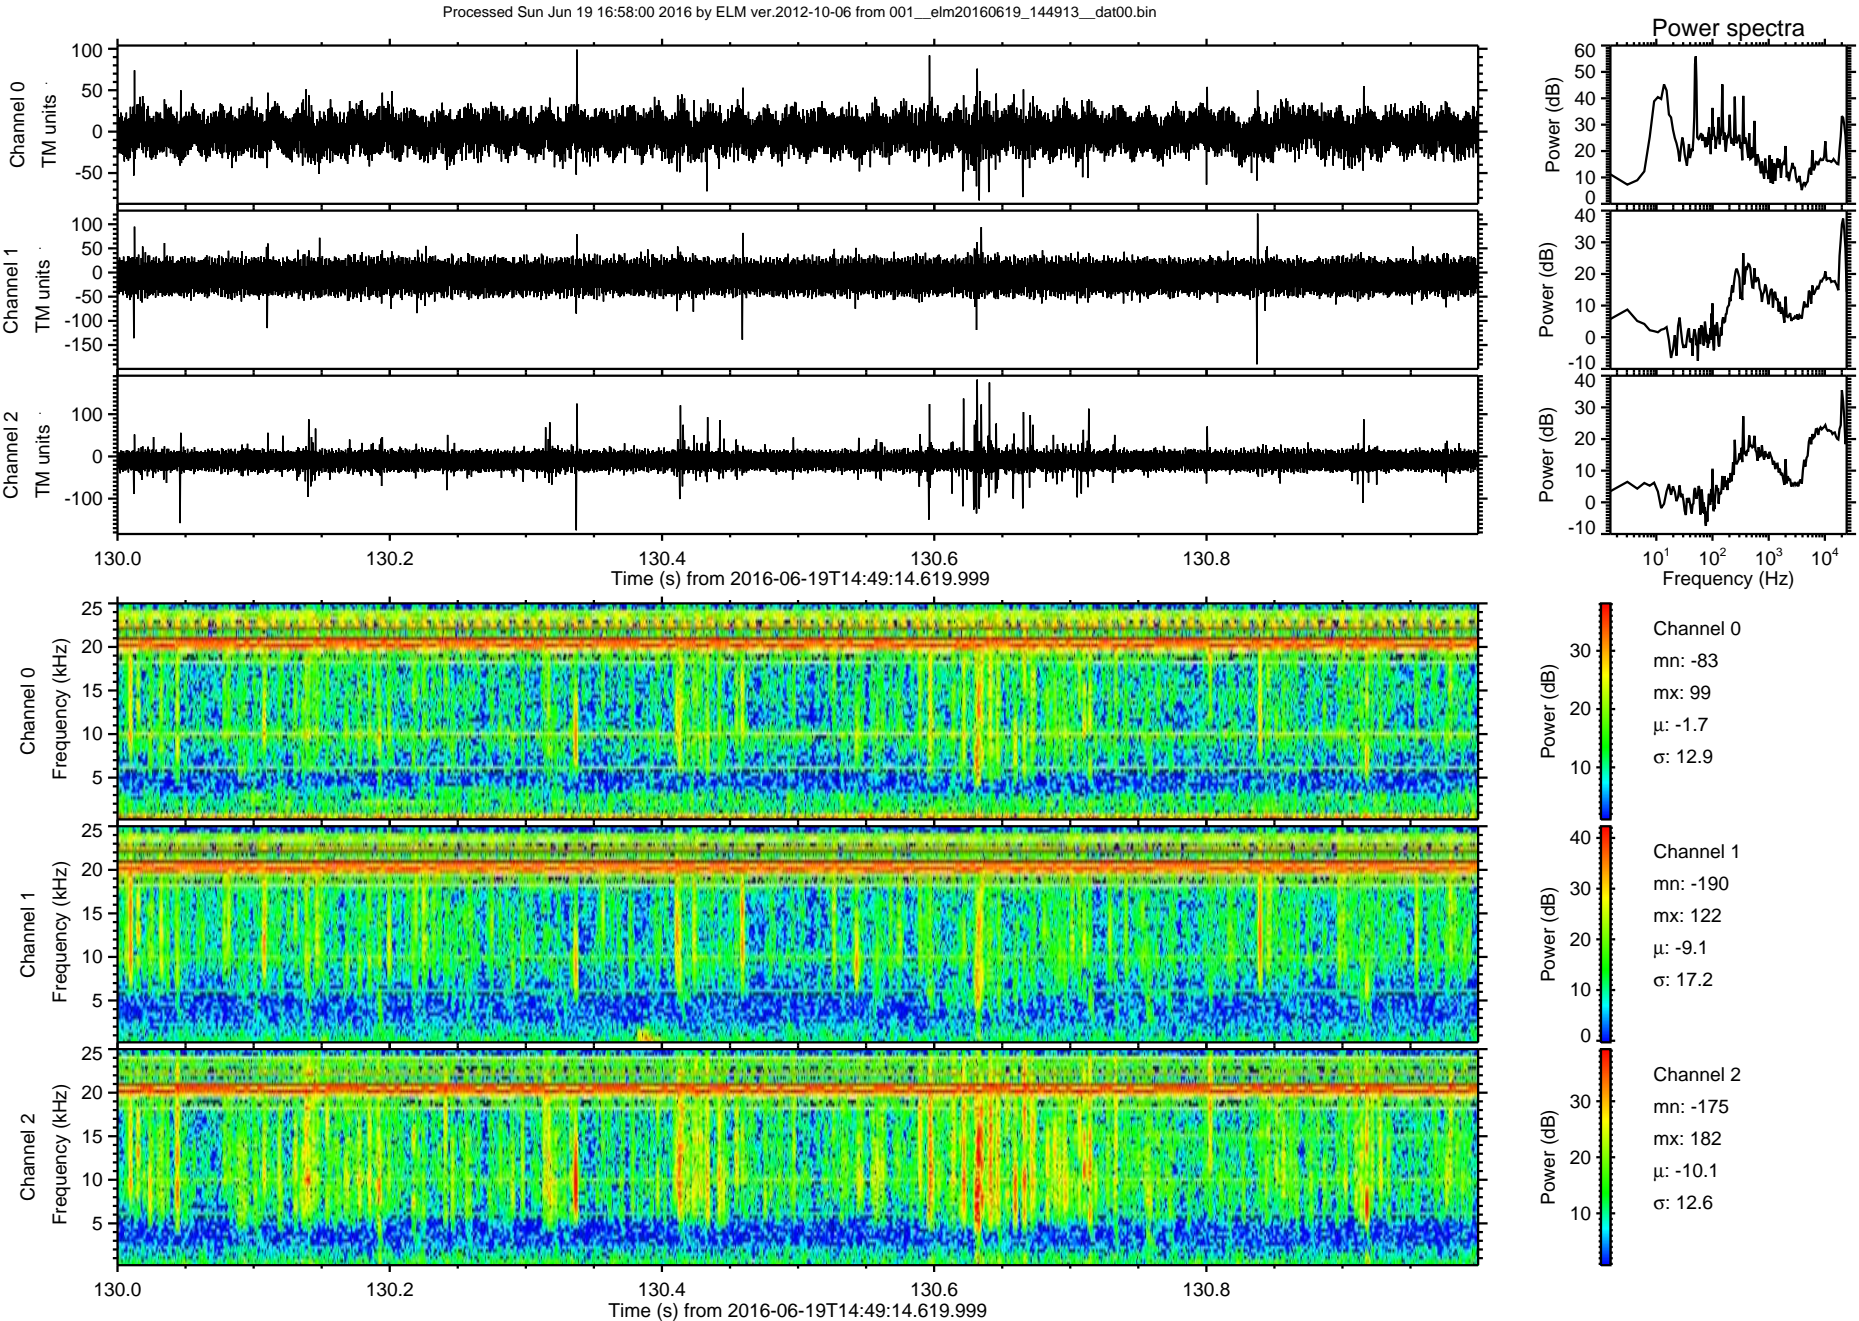 Processed Sun Jun 19 16:58:00 2016 by ELM ver.2012-10-06 from 001__elm20160619_144913__dat00.bin
Power spectra
Channel 0
TM units
100
50
0
-50
Power (dB)
60
50
40
30
20
10
0
Channel 1
TM units
100
50
0
-50
-100
-150
Power (dB)
40
30
20
10
0
-10
Channel 2
TM units
100
0
-100
Power (dB)
40
30
20
10
0
-10
130.0 130.2 130.4 130.6 130.8
Time (s) from 2016-06-19T14:49:14.619.999
10^1 10^2 10^3 10^4
Frequency (Hz)
Channel 0
Frequency (kHz)
25
20
15
10
5
Power (dB)
30
20
10
Channel 0
mn: -83
mx: 99
μ: -1.7
σ: 12.9
Channel 1
Frequency (kHz)
25
20
15
10
5
Power (dB)
40
30
20
10
0
Channel 1
mn: -190
mx: 122
μ: -9.1
σ: 17.2
Channel 2
Frequency (kHz)
25
20
15
10
5
Power (dB)
30
20
10
Channel 2
mn: -175
mx: 182
μ: -10.1
σ: 12.6
130.0 130.2 130.4 130.6 130.8
Time (s) from 2016-06-19T14:49:14.619.999